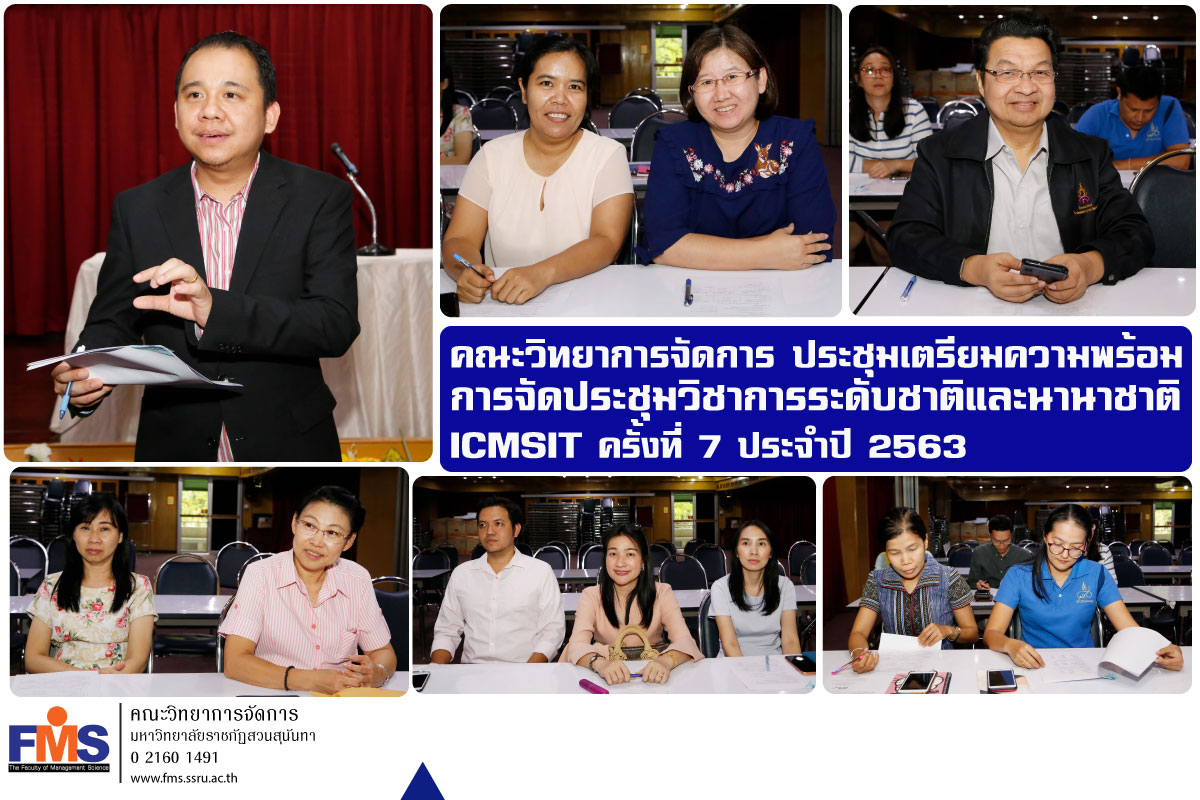 คณะวิทยาการจัดการ ประชุมเตรียมความพร้อม
การจัดประชุมวิชาการระดับชาติและนานาชาติ
ICMSIT ครั้งที่ 7 ประจำปี 2563
FMS
The Faculty of Management Science
คณะวิทยาการจัดการ
มหาวิทยาลัยราชภัฏสวนสุนันทา
0 2160 1491
www.fms.ssru.ac.th